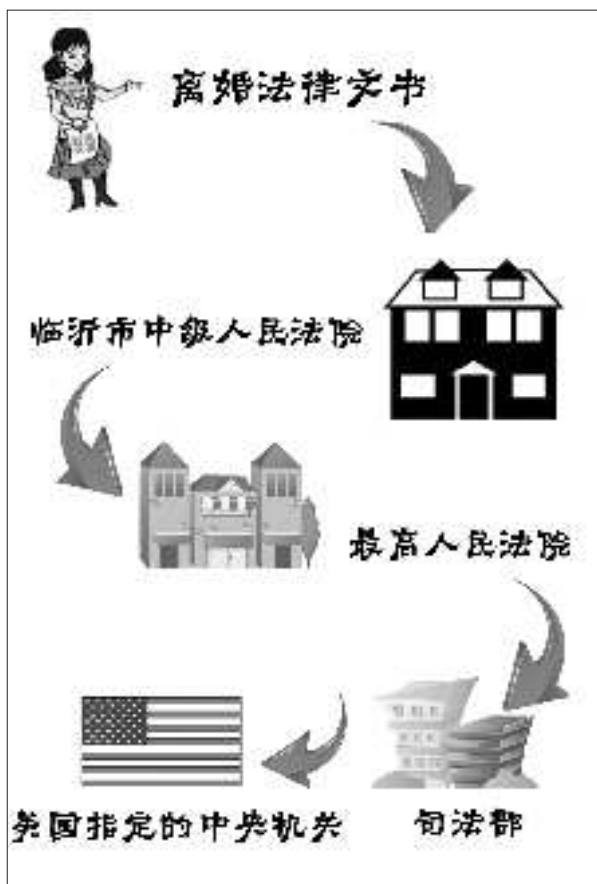 离婚法律文书
临沂市中级人民法院
最高人民法院
司法部
美国指定的中央机关